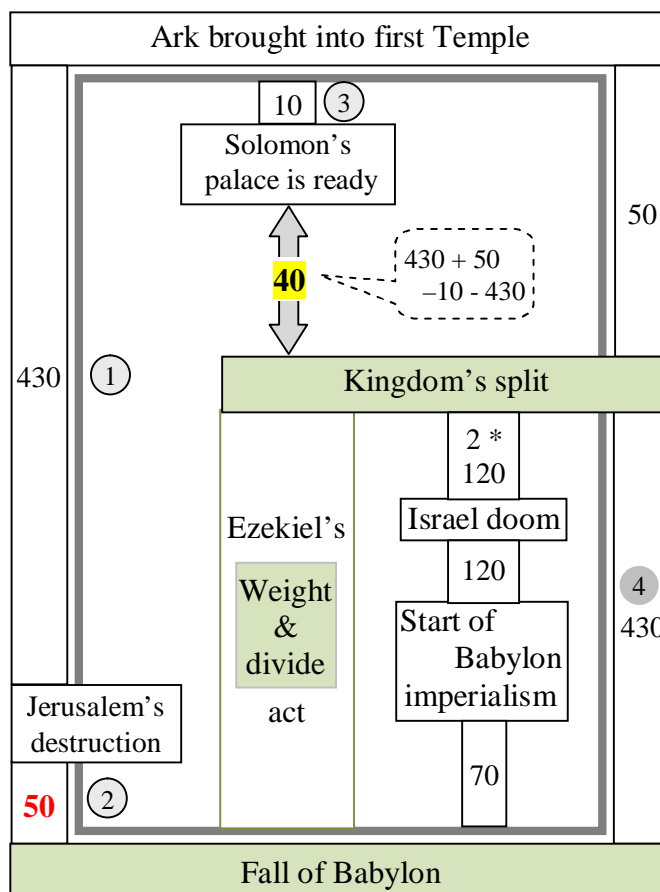 Ark brought into first Temple
10
3
Solomon’s
palace is ready
50
40
430 + 50
–10 - 430
430
1
Kingdom’s split
2 *
120
Ezekiel’s
Weight
&
divide
act
Israel doom
120
Start of
Babylon
imperialism
4
430
Jerusalem’s
destruction
70
50
2
Fall of Babylon